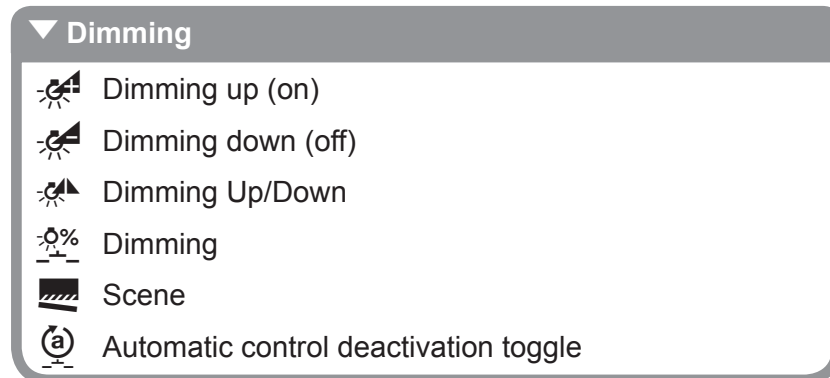 Dimming
Dimming up (on)
Dimming down (off)
Dimming Up/Down
% Dimming
Scene
a Automatic control deactivation toggle